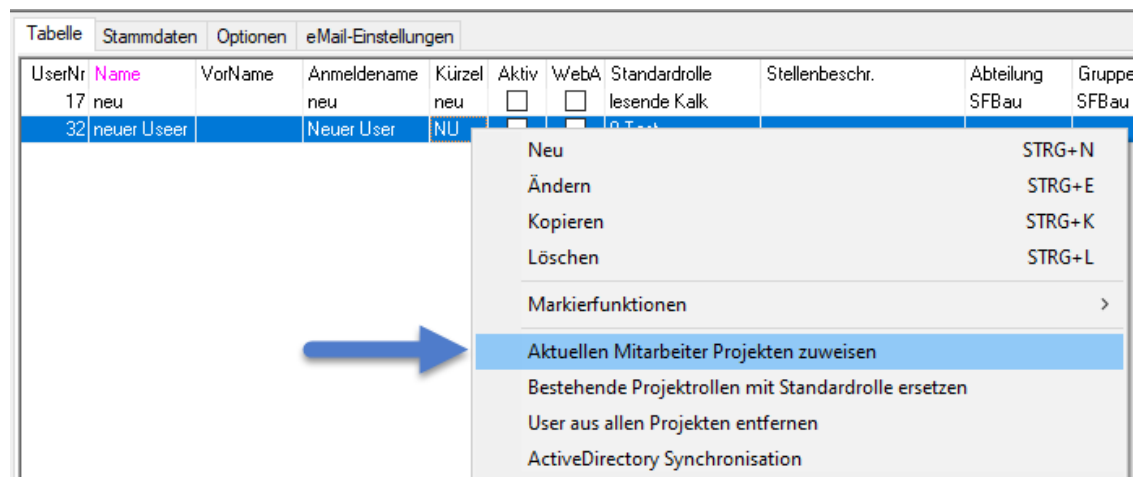 Tabelle Stammdaten Optionen eMail-Einstellungen
UserNr Name VorName Anmeldename Kürzel Aktiv WebA Standardrolle Stellenbeschr. Abteilung Gruppe
17 neu neu neu lesende Kalk SFBau SFBau
32 neuer Useer Neuer User NU
Neu STRG+N
Ändern STRG+E
Kopieren STRG+K
Löschen STRG+L
Markierfunktionen >
Aktuellen Mitarbeiter Projekten zuweisen
Bestehende Projektrollen mit Standardrolle ersetzen
User aus allen Projekten entfernen
ActiveDirectory Synchronisation